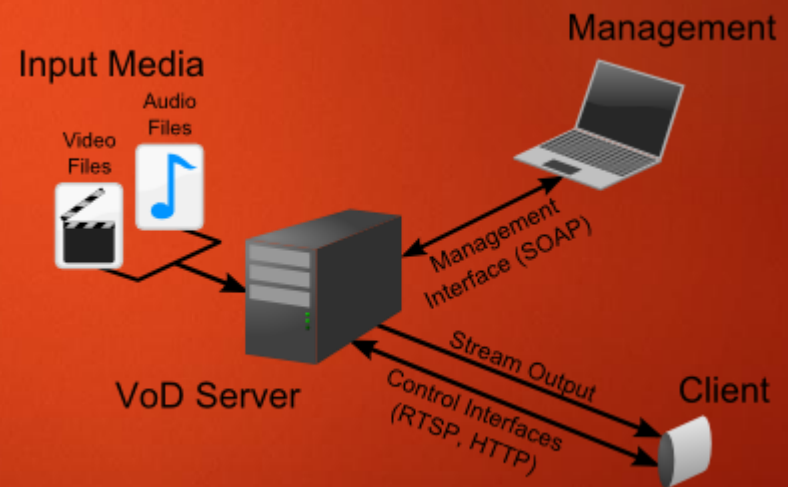 Input Media
Audio
Files
Video
Files
Management
Management
Interface (SOAP)
VoD Server
Stream Output
Control Interfaces
(RTSP, HTTP)
Client